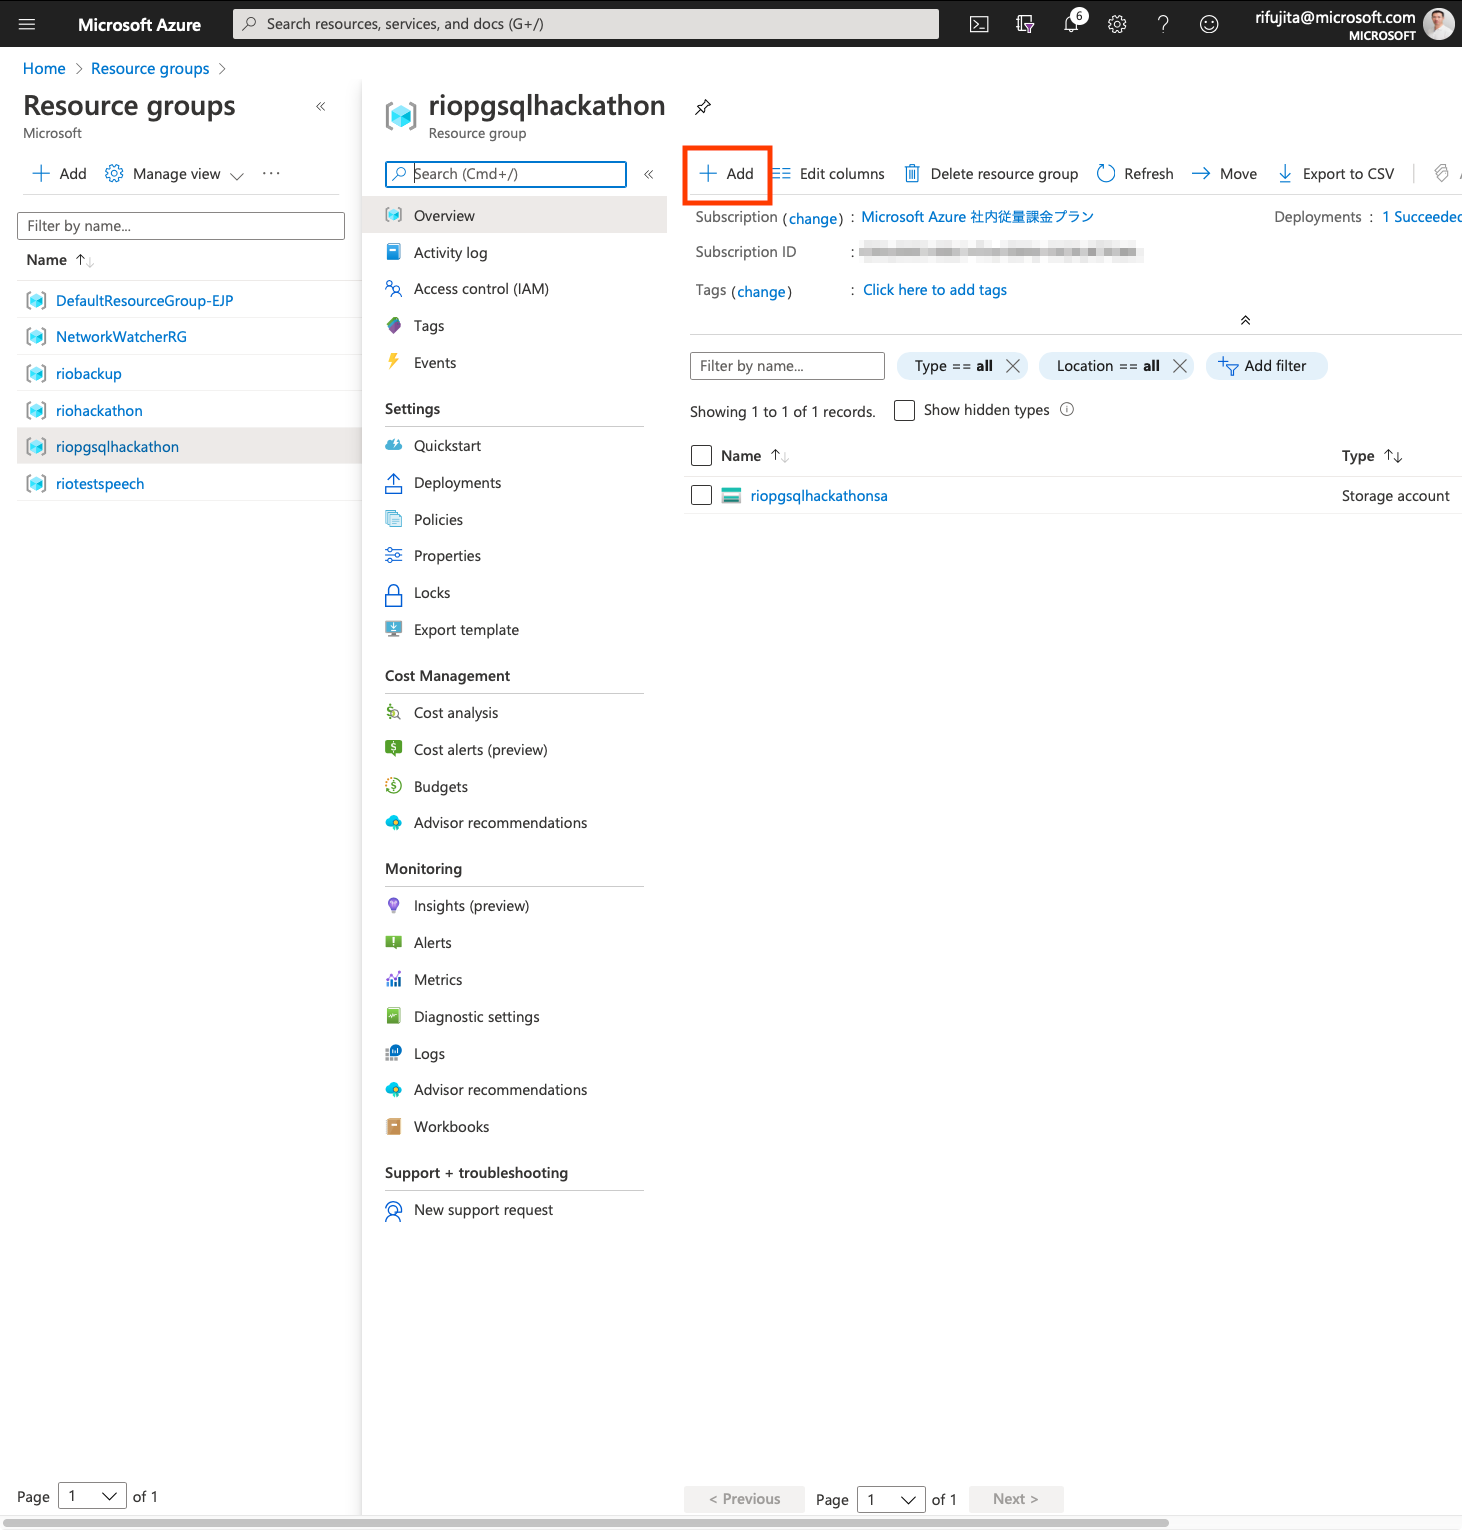 Microsoft Azure
Search resources, services, and docs (G+/)
6
rifujita@microsoft.com
MICROSOFT
Home > Resource groups >
Resource groups
Microsoft
Add
Manage view
Filter by name...
Name
DefaultResourceGroup-EJP
NetworkWatcherRG
riobackup
riohackathon
riopgsqlhackathon
riotestspeech
Page 1 of 1
riopgsqlhackathon
Resource group
Search (Cmd+/)
Overview
Activity log
Access control (IAM)
Tags
Events
Settings
Quickstart
Deployments
Policies
Properties
Locks
Export template
Cost Management
Cost analysis
Cost alerts (preview)
Budgets
Advisor recommendations
Monitoring
Insights (preview)
Alerts
Metrics
Diagnostic settings
Logs
Advisor recommendations
Workbooks
Support + troubleshooting
New support request
Add
Edit columns
Delete resource group
Refresh
Move
Export to CSV
Subscription (change) : Microsoft Azure 社内従量課金プラン
Deployments : 1 Succeeded
Subscription ID :
Tags (change) : Click here to add tags
Filter by name...
Type == all
Location == all
Add filter
Showing 1 to 1 of 1 records.
Show hidden types
Name
Type
riopgsqlhackathonsa
Storage account
< Previous
Page 1 of 1
Next >